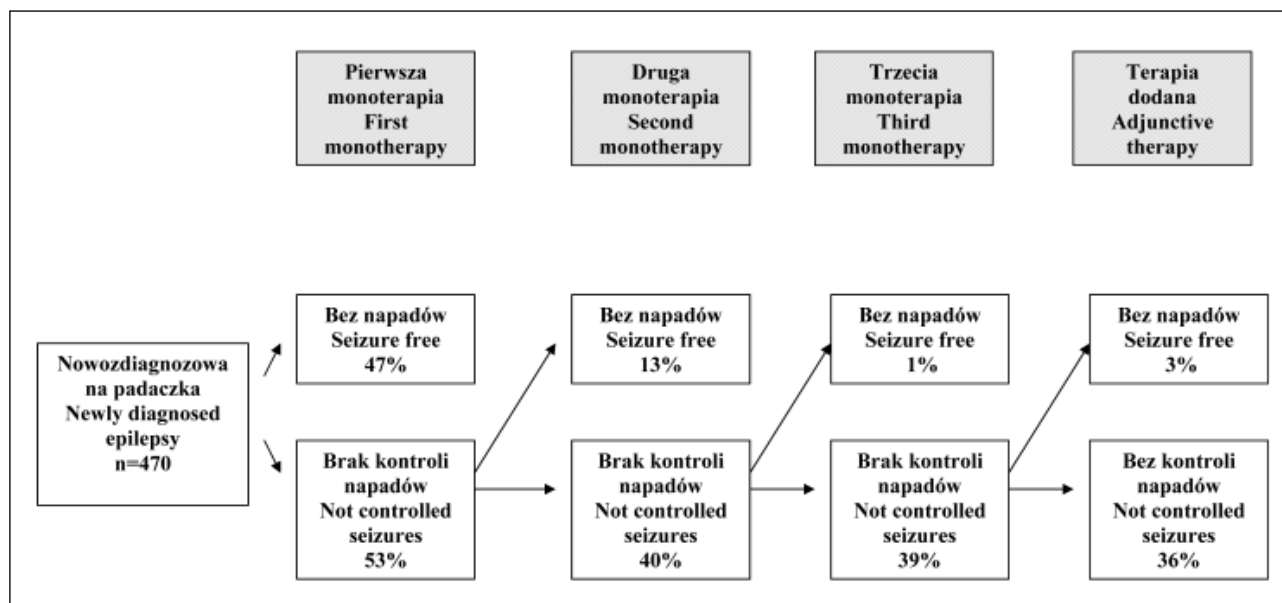 Pierwsza
monoterapia
First
monotherapy
Druga
monoterapia
Second
monotherapy
Trzecia
monoterapia
Third
monotherapy
Terapia
dodana
Adjunctive
therapy
Nowozdiagnozowa
na padaczka
Newly diagnosed
epilepsy
n=470
Bez napadów
Seizure free
47%
Bez napadów
Seizure free
13%
Bez napadów
Seizure free
1%
Bez napadów
Seizure free
3%
Brak kontroli
napadów
Not controlled
seizures
53%
Brak kontroli
napadów
Not controlled
seizures
40%
Brak kontroli
napadów
Not controlled
seizures
39%
Bez kontroli
napadów
Not controlled
seizures
36%